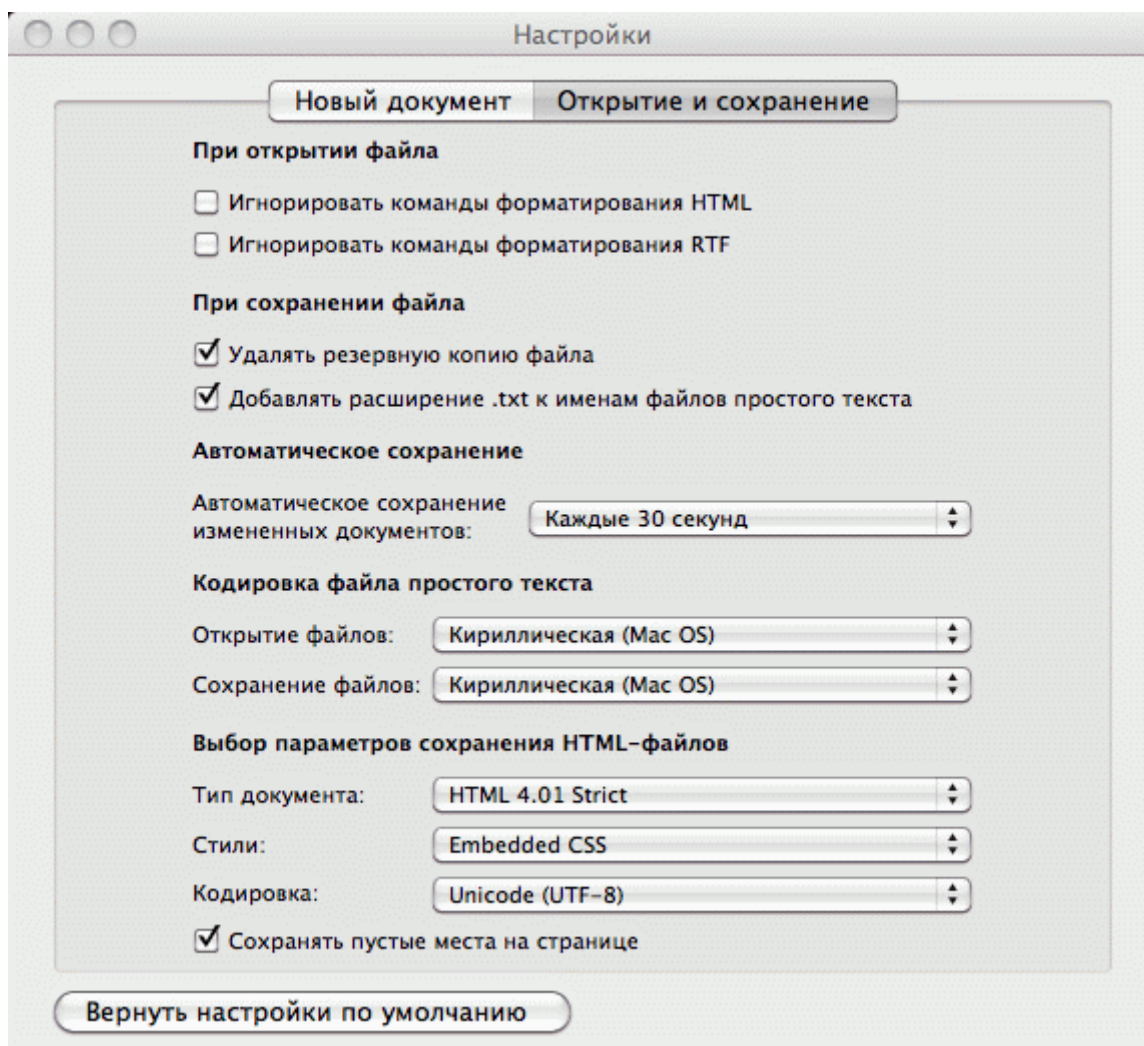 Настройки
Новый документ Открытие и сохранение
При открытии файла
Игнорировать команды форматирования HTML
Игнорировать команды форматирования RTF
При сохранении файла
Удалять резервную копию файла
Добавлять расширение .txt к именам файлов простого текста
Автоматическое сохранение
Автоматическое сохранение
измененных документов: Каждые 30 секунд
Кодировка файла простого текста
Открытие файлов: Кириллическая (Mac OS)
Сохранение файлов: Кириллическая (Mac OS)
Выбор параметров сохранения HTML-файлов
Тип документа: HTML 4.01 Strict
Стили: Embedded CSS
Кодировка: Unicode (UTF-8)
Сохранять пустые места на странице
Вернуть настройки по умолчанию